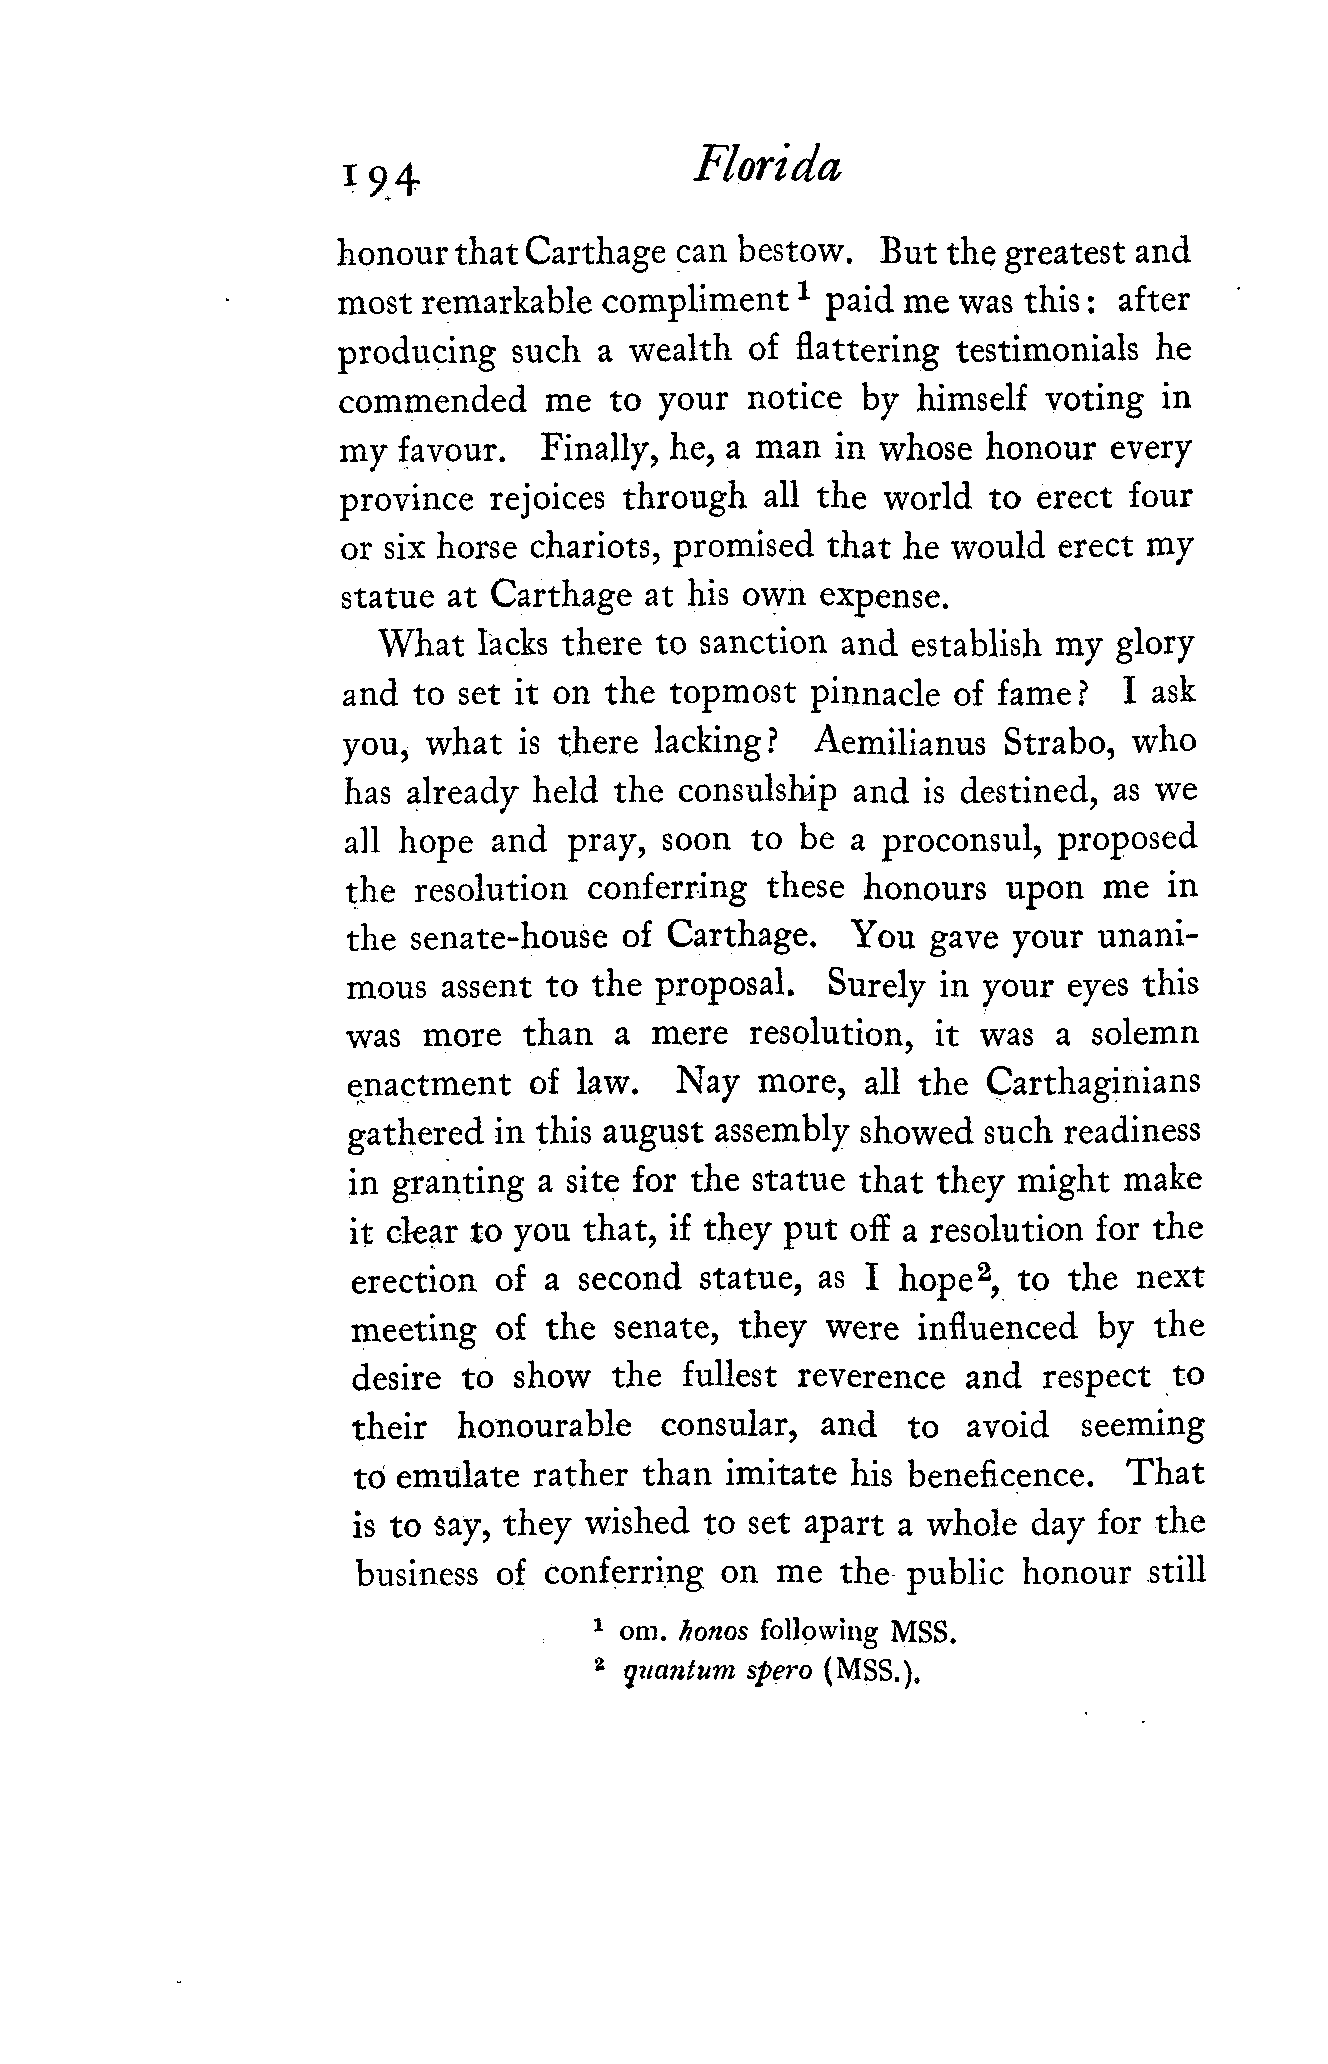 194 Florida
honour that Carthage can bestow. But the greatest and
most remarkable compliment ¹ paid me was this: after
producing such a wealth of flattering testimonials he
commended me to your notice by himself voting in
my favour. Finally, he, a man in whose honour every
province rejoices through all the world to erect four
or six horse chariots, promised that he would erect my
statue at Carthage at his own expense.
What lacks there to sanction and establish my glory
and to set it on the topmost pinnacle of fame? I ask
you, what is there lacking? Aemilianus Strabo, who
has already held the consulship and is destined, as we
all hope and pray, soon to be a proconsul, proposed
the resolution conferring these honours upon me in
the senate-house of Carthage. You gave your unani-
mous assent to the proposal. Surely in your eyes this
was more than a mere resolution, it was a solemn
enactment of law. Nay more, all the Carthaginians
gathered in this august assembly showed such readiness
in granting a site for the statue that they might make
it clear to you that, if they put off a resolution for the
erection of a second statue, as I hope², to the next
meeting of the senate, they were influenced by the
desire to show the fullest reverence and respect to
their honourable consular, and to avoid seeming
to emulate rather than imitate his beneficence. That
is to say, they wished to set apart a whole day for the
business of conferring on me the public honour still
¹ om. honos following MSS.
² quantum spero (MSS.).